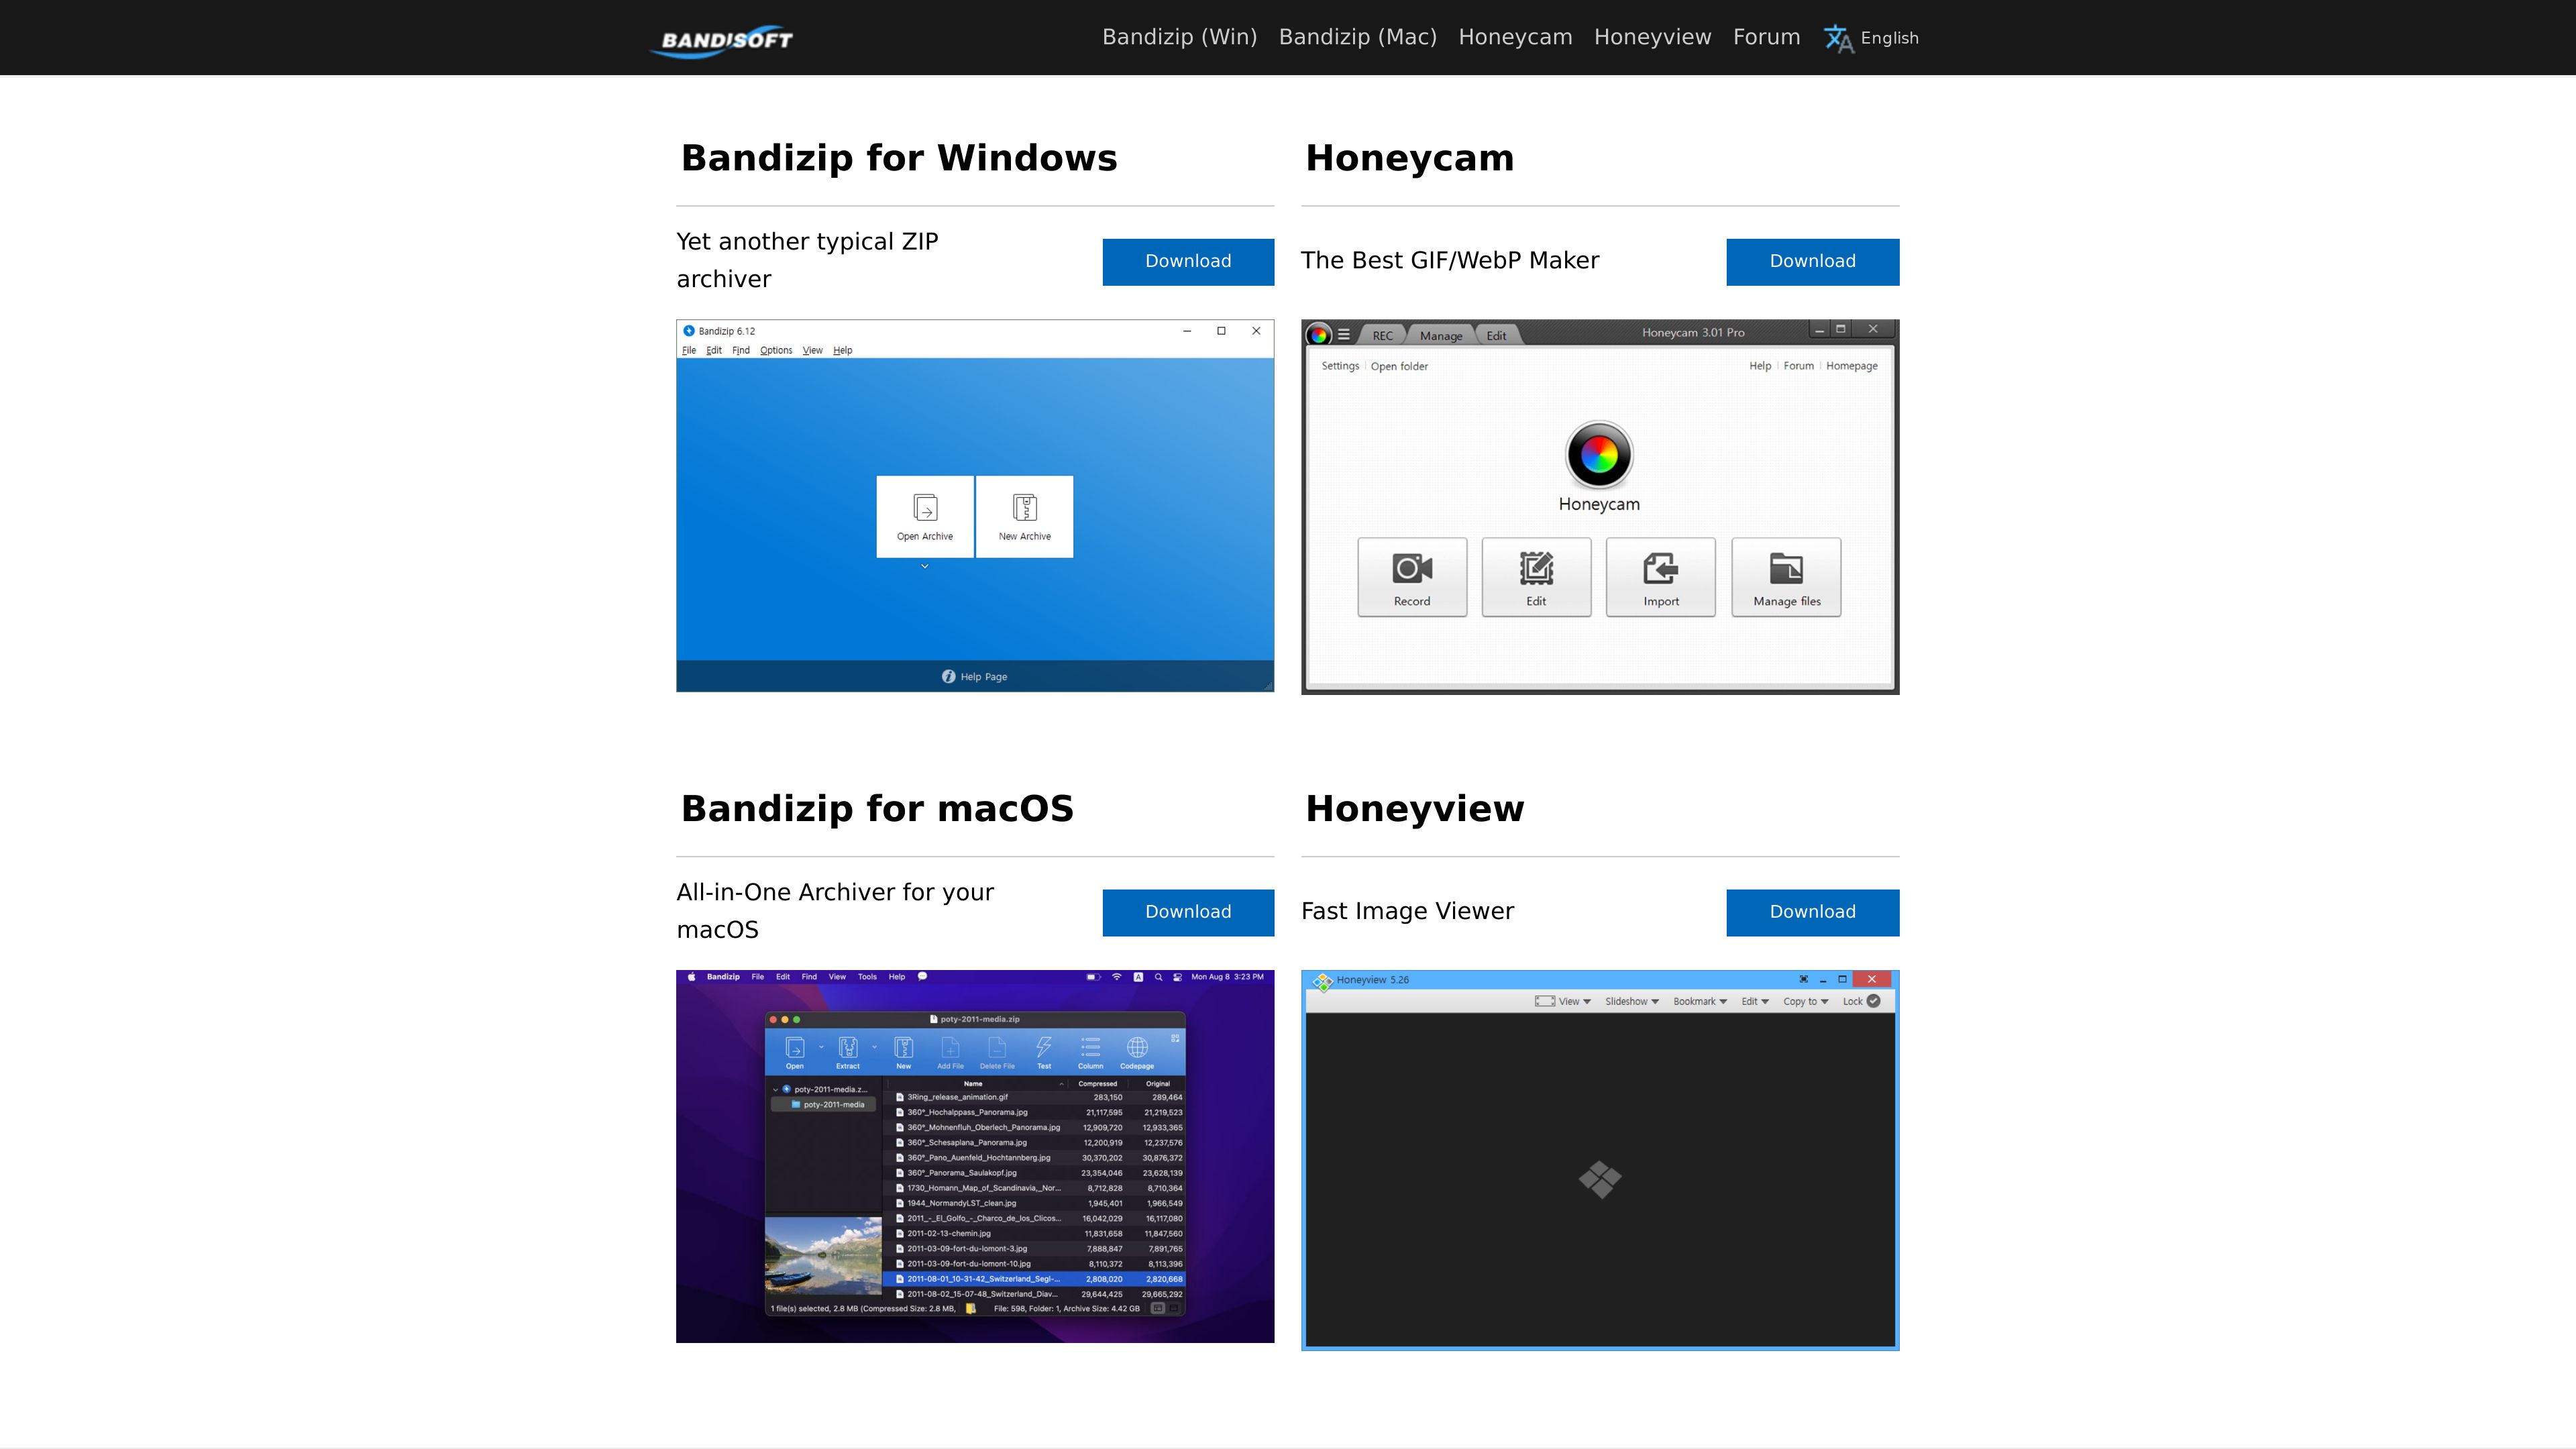 BANDISOFT
Bandizip (Win) Bandizip (Mac) Honeycam Honeyview Forum English
Bandizip for Windows
Yet another typical ZIP
archiver
Download
Bandizip 6.12
File Edit Find Options View Help
Open Archive New Archive
Help Page
Honeycam
The Best GIF/WebP Maker
Download
REC Manage Edit Honeycam 3.01 Pro
Settings Open folder Help Forum Homepage
Honeycam
Record Edit Import Manage files
Bandizip for macOS
All-in-One Archiver for your
macOS
Download
Bandizip File Edit Find View Tools Help A Mon Aug 8 3:23 PM
poty-2011-media.zip
Open Extract New Add File Delete File Test Column Codepage
Name Compressed Original
poty-2011-media.z...
poty-2011-media
3Ring_release_animation.gif 283,150 289,464
360°_Hochalppass_Panorama.jpg 21,117,595 21,219,523
360°_Mohnenfluh_Oberlech_Panorama.jpg 12,909,720 12,933,365
360°_Schesaplana_Panorama.jpg 12,200,919 12,237,576
360°_Pano_Auenfeld_Hochtannberg.jpg 30,370,202 30,876,372
360°_Panorama_Saulakopf.jpg 23,354,046 23,628,139
1730_Homann_Map_of_Scandinavia,_Nor... 8,712,828 8,710,364
1944_NormandyLST_clean.jpg 1,945,401 1,966,549
2011_-_El_Golfo_-_Charco_de_los_Clicos... 16,042,029 16,117,080
2011-02-13-chemin.jpg 11,831,658 11,847,560
2011-03-09-fort-du-lomont-3.jpg 7,888,847 7,891,765
2011-03-09-fort-du-lomont-10.jpg 8,110,372 8,113,396
2011-08-01_10-31-42_Switzerland_Segl-... 2,808,020 2,820,668
2011-08-02_15-07-48_Switzerland_Diav... 29,644,425 29,665,292
1 file(s) selected, 2.8 MB (Compressed Size: 2.8 MB, File: 598, Folder: 1, Archive Size: 4.42 GB
Honeyview
Fast Image Viewer
Download
Honeyview 5.26
View Slideshow Bookmark Edit Copy to Lock